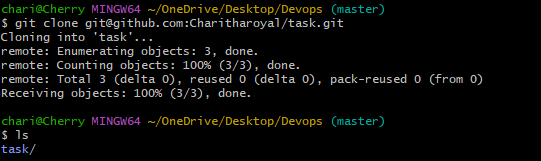 chari@Cherry MINGW64 ~/OneDrive/Desktop/Devops (master)
$ git clone git@github.com:Charitharoyal/task.git
Cloning into 'task'...
remote: Enumerating objects: 3, done.
remote: Counting objects: 100% (3/3), done.
remote: Total 3 (delta 0), reused 0 (delta 0), pack-reused 0 (from 0)
Receiving objects: 100% (3/3), done.
chari@Cherry MINGW64 ~/OneDrive/Desktop/Devops (master)
$ ls
task/